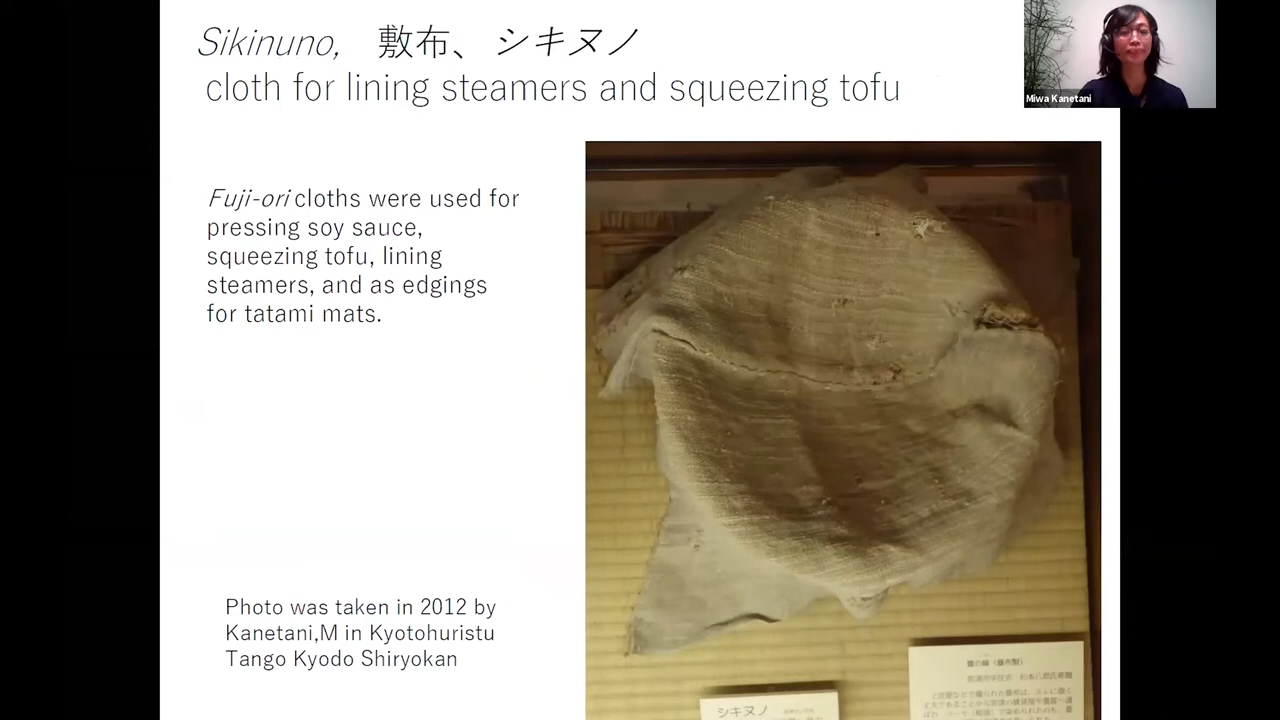 Sikinuno, 敷布、シキヌノ
cloth for lining steamers and squeezing tofu
Miwa Kanetani
Fuji-ori cloths were used for
pressing soy sauce,
squeezing tofu, lining
steamers, and as edgings
for tatami mats.
Photo was taken in 2012 by
Kanetani,M in Kyotohuristu
Tango Kyodo Shiryokan
シキヌノ